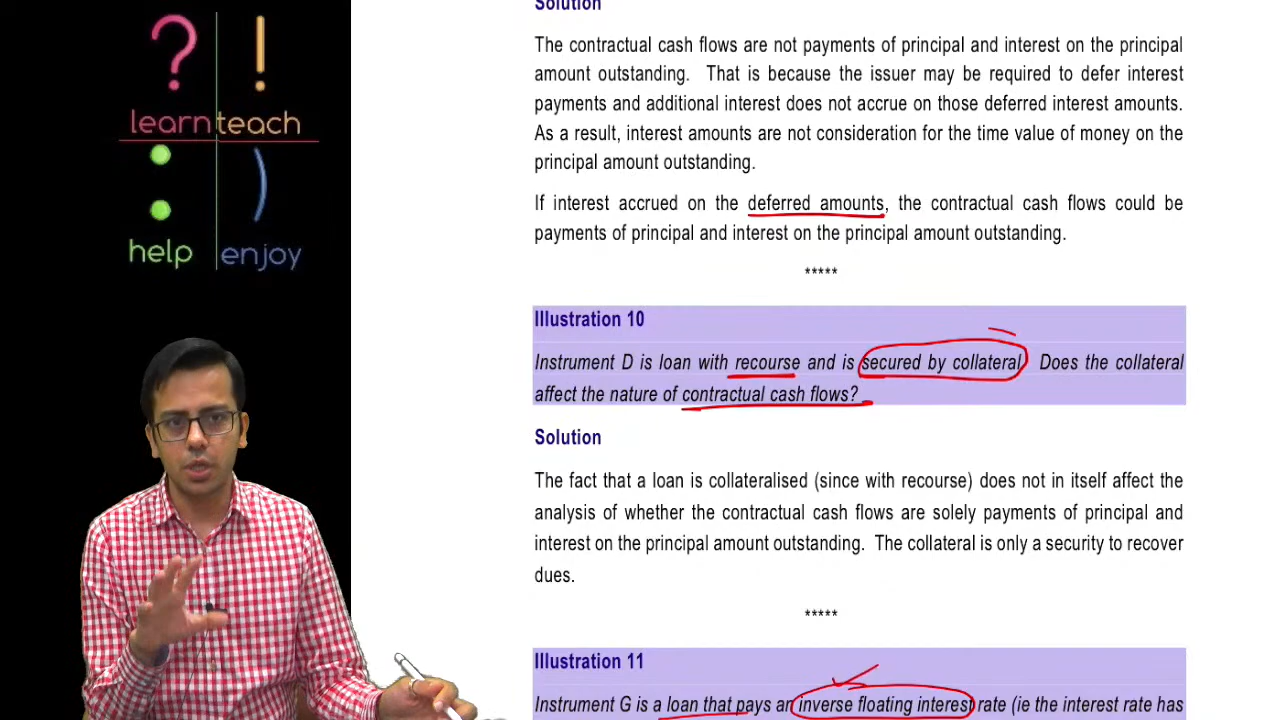 ? !
learn teach
: )
help enjoy
Solution
The contractual cash flows are not payments of principal and interest on the principal
amount outstanding. That is because the issuer may be required to defer interest
payments and additional interest does not accrue on those deferred interest amounts.
As a result, interest amounts are not consideration for the time value of money on the
principal amount outstanding.
If interest accrued on the deferred amounts, the contractual cash flows could be
payments of principal and interest on the principal amount outstanding.
*****
Illustration 10
Instrument D is loan with recourse and is secured by collateral Does the collateral
affect the nature of contractual cash flows?
Solution
The fact that a loan is collateralised (since with recourse) does not in itself affect the
analysis of whether the contractual cash flows are solely payments of principal and
interest on the principal amount outstanding. The collateral is only a security to recover
dues.
*****
Illustration 11
Instrument G is a loan that pays an inverse floating interest rate (ie the interest rate has